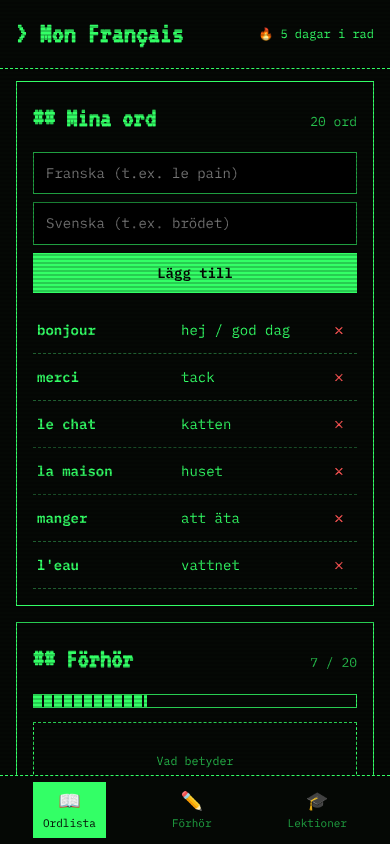 ❯ Mon Français
🔥 5 dagar i rad
## Mina ord
20 ord
Franska (t.ex. le pain)
Svenska (t.ex. brödet)
Lägg till
bonjour hej / god dag ×
merci tack ×
le chat katten ×
la maison huset ×
manger att äta ×
l'eau vattnet ×
## Förhör
7 / 20
Vad betyder
Ordlista
Förhör
Lektioner